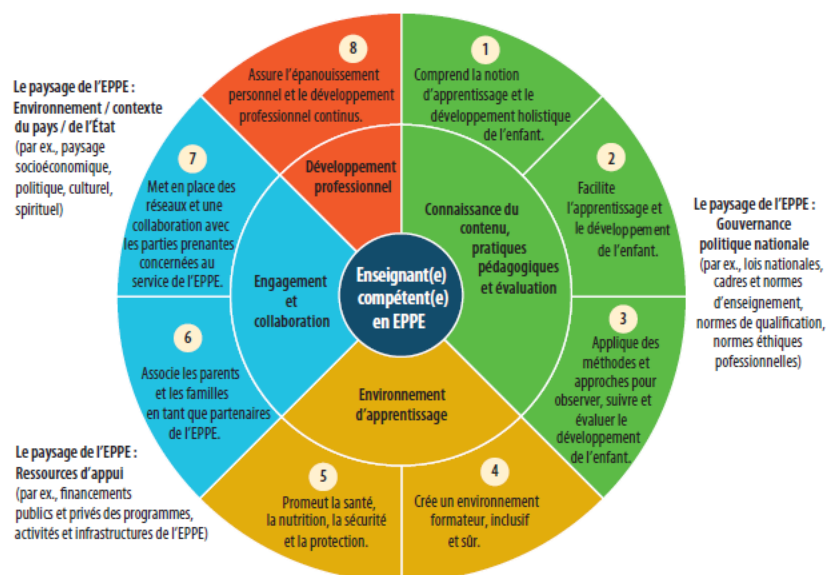 Le paysage de l'EPPE :
Environnement / contexte
du pays / de l'État
(par ex., paysage
socioéconomique,
politique, culturel,
spirituel)
8
Assure l'épanouissement
personnel et le développement
professionnel continus.
1
Comprend la notion
d'apprentissage et le
développement holistique
de l'enfant.
2
Facilite
l'apprentissage et
le développement
de l'enfant.
7
Met en place des
réseaux et une
collaboration avec
les parties prenantes
concernées au
service de l'EPPE.
Développement
professionnel
Connaissance du
contenu,
pratiques
pédagogiques
et évaluation
Engagement
et
collaboration
Enseignant(e)
compétent(e)
en EPPE
Le paysage de l'EPPE :
Gouvernance
politique nationale
(par ex., lois nationales,
cadres et normes
d'enseignement,
normes de qualification,
normes éthiques
pofessionnelles)
3
Applique des
méthodes et
approches pour
observer, suivre et
évaluer le
développement
de l'enfant.
6
Associe les parents
et les familles
en tant que partenaires
de l'EPPE.
Environnement
d'apprentissage
Le paysage de l'EPPE :
Ressources d'appui
(par ex., financements
publics et privés des programmes,
activités et infrastructures de l'EPPE)
5
Promeut la santé,
la nutrition, la sécurité
et la protection.
4
Crée un environnement
formateur, inclusif
et sûr.